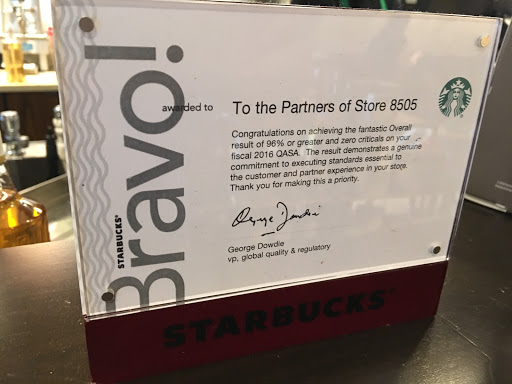 STARBUCKS®
Bravo!
awarded to
To the Partners of Store 8505
Congratulations on achieving the fantastic Overall
result of 96% or greater and zero criticals on your
fiscal 2016 QASA. The result demonstrates a genuine
commitment to executing standards essential to
the customer and partner experience in your store.
Thank you for making this a priority.
George Dowdie
George Dowdie
vp, global quality & regulatory
STARBUCKS®